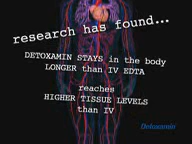 research has found...
DETOXAMIN STAYS in the body
LONGER than IV EDTA
reaches
HIGHER TISSUE LEVELS
than IV
Detoxamin